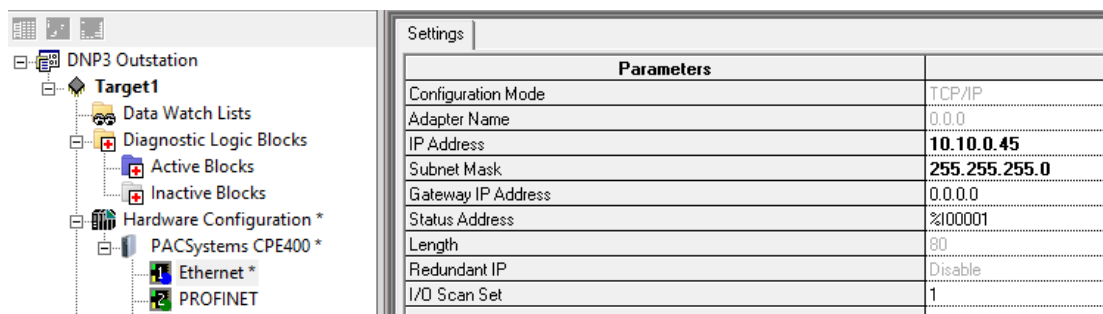 DNP3 Outstation
Target1
Data Watch Lists
Diagnostic Logic Blocks
Active Blocks
Inactive Blocks
Hardware Configuration *
PACSystems CPE400 *
Ethernet *
PROFINET
Settings
Parameters
Configuration Mode TCP/IP
Adapter Name 0.0.0
IP Address 10.10.0.45
Subnet Mask 255.255.255.0
Gateway IP Address 0.0.0.0
Status Address %I00001
Length 80
Redundant IP Disable
I/O Scan Set 1